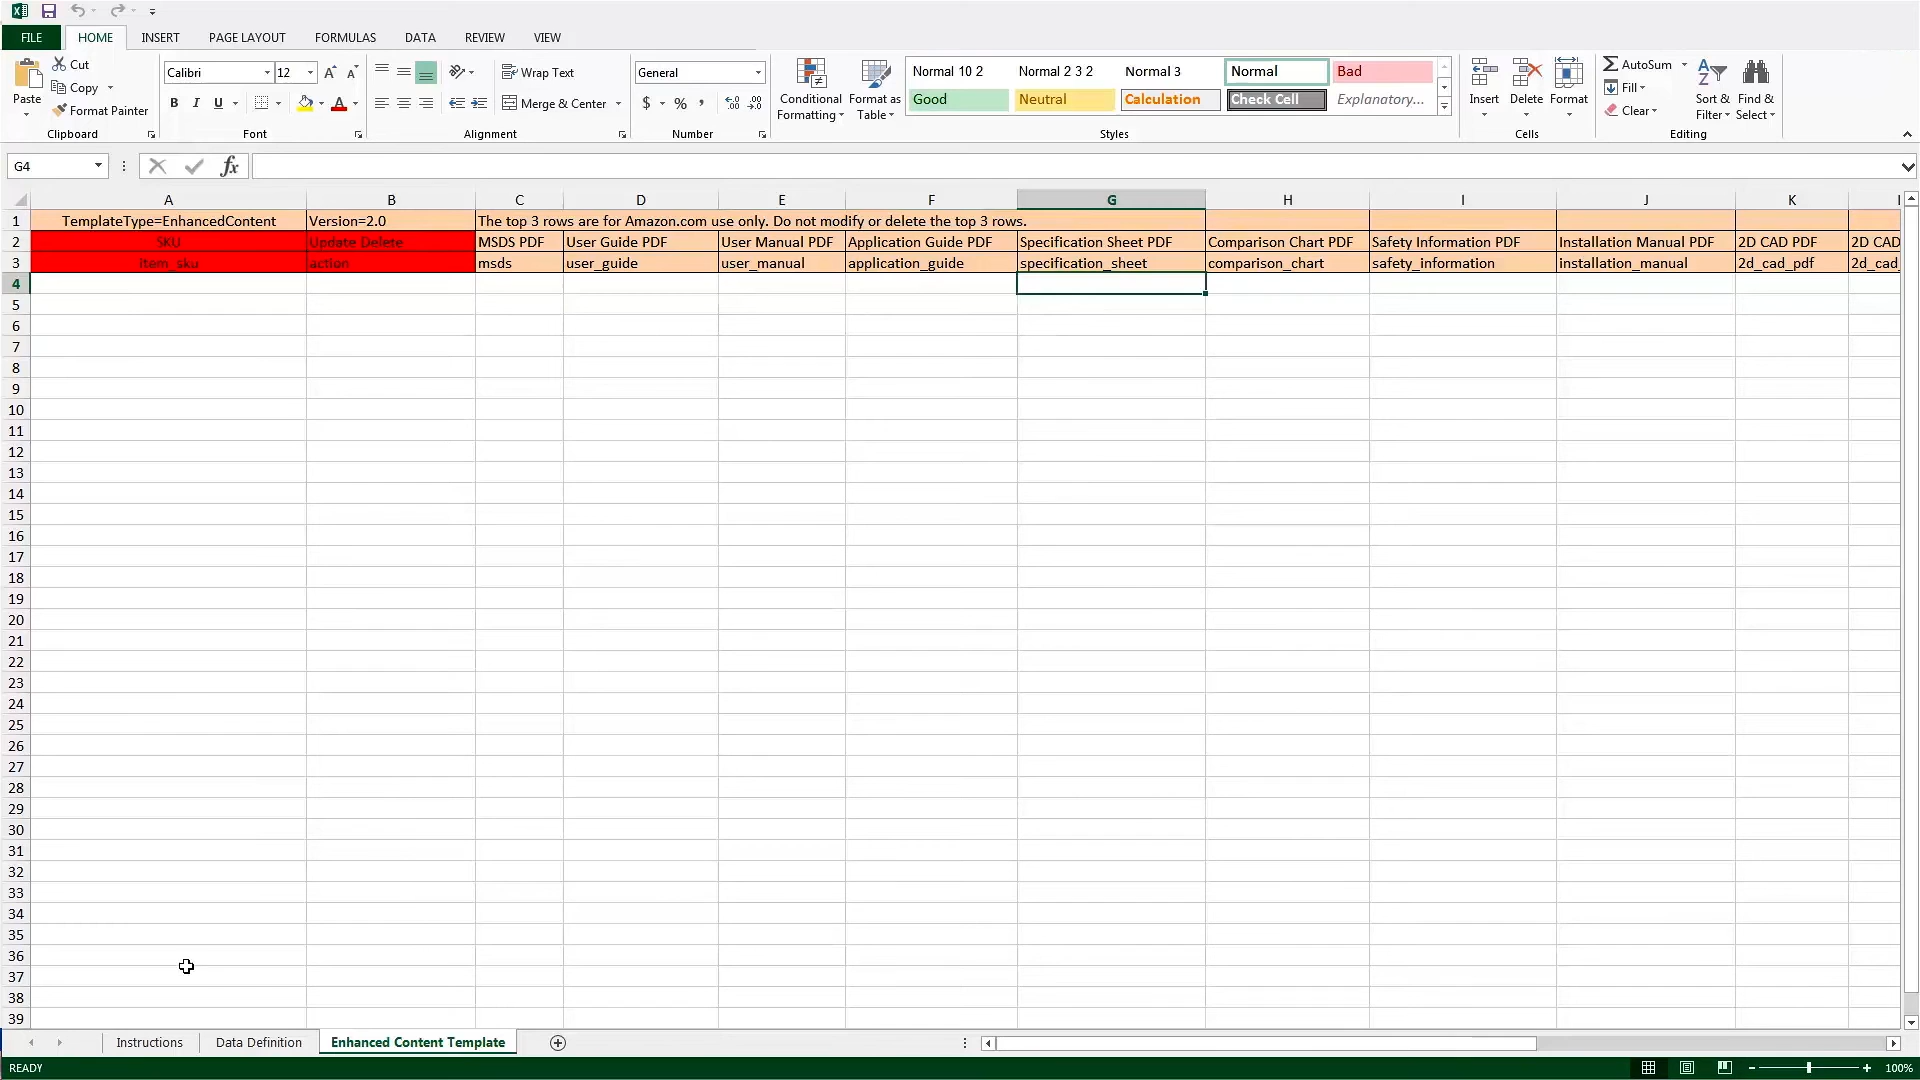 FILE HOME INSERT PAGE LAYOUT FORMULAS DATA REVIEW VIEW
Paste
Cut
Copy
Format Painter
Clipboard
Calibri 12
B I U
Font
Wrap Text
Merge & Center
Alignment
General
$ % ,
Number
Conditional Formatting
Format as Table
Normal 10 2 Normal 2 3 2 Normal 3 Normal Bad
Good Neutral Calculation Check Cell Explanatory...
Styles
Insert Delete Format
Cells
AutoSum
Fill
Clear
Sort & Filter
Find & Select
Editing
G4 fx
A B C D E F G H I J K
1 TemplateType=EnhancedContent Version=2.0 The top 3 rows are for Amazon.com use only. Do not modify or delete the top 3 rows.
2 SKU Update Delete MSDS PDF User Guide PDF User Manual PDF Application Guide PDF Specification Sheet PDF Comparison Chart PDF Safety Information PDF Installation Manual PDF 2D CAD PDF 2D CAD
3 item_sku action msds user_guide user_manual application_guide specification_sheet comparison_chart safety_information installation_manual 2d_cad_pdf 2d_cad_
4
5
6
7
8
9
10
11
12
13
14
15
16
17
18
19
20
21
22
23
24
25
26
27
28
29
30
31
32
33
34
35
36
37
38
39
Instructions Data Definition Enhanced Content Template
READY 100%